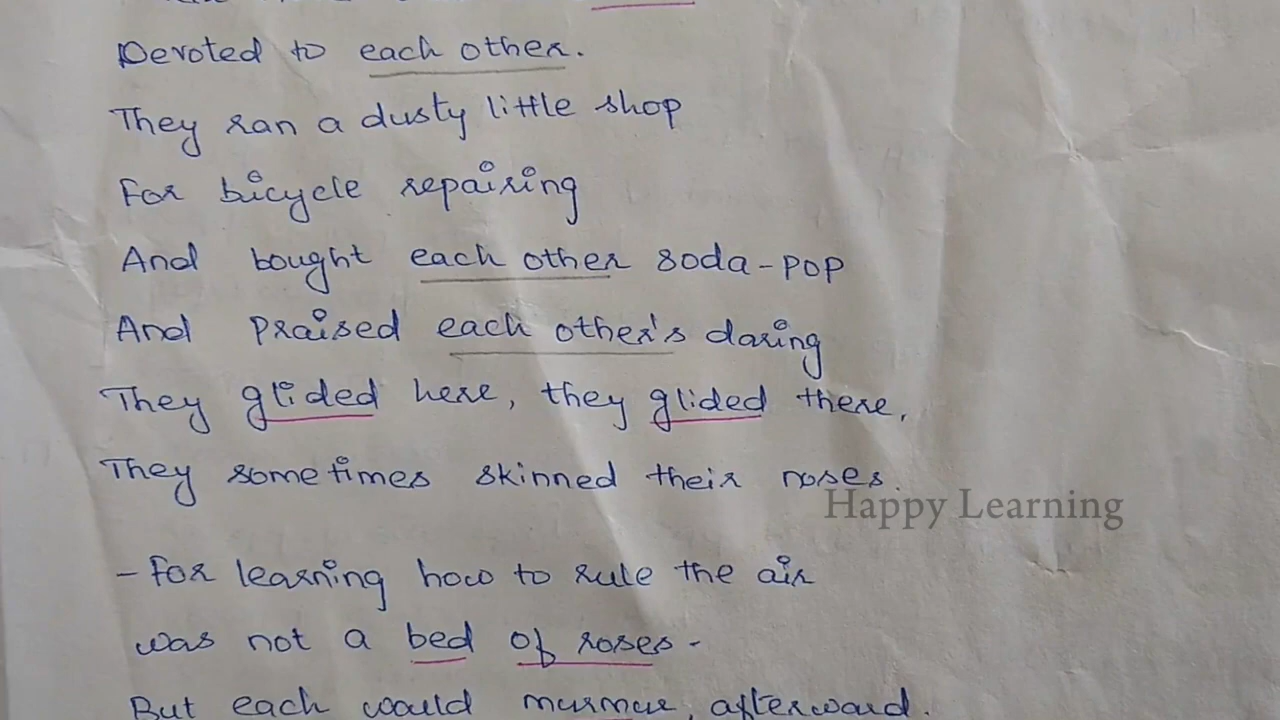 Devoted to each other.
They ran a dusty little shop
For bicycle repairing
And bought each other soda-pop
And praised each other's daring
They glided here, they glided there,
They sometimes skinned their noses.
Happy Learning
- For learning how to rule the air
was not a bed of roses -
But each would murmur, afterward.